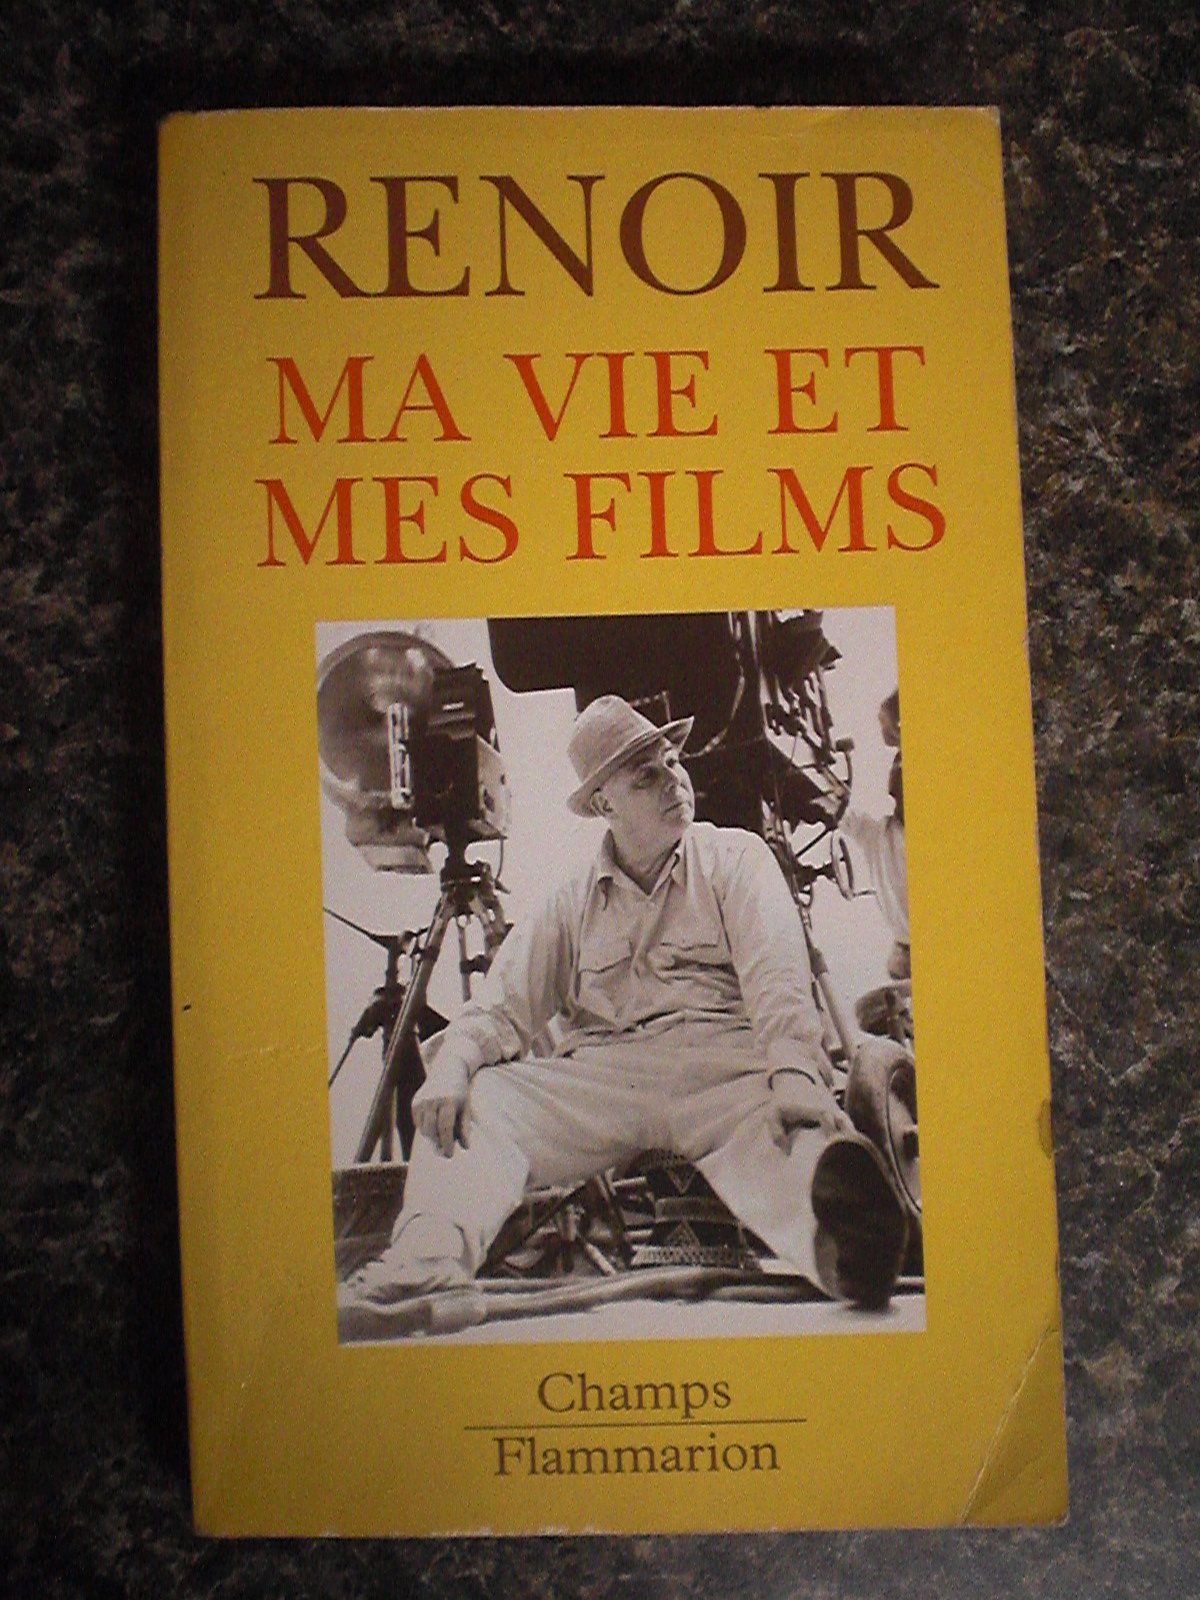 RENOIR
MA VIE ET
MES FILMS
Champs
Flammarion